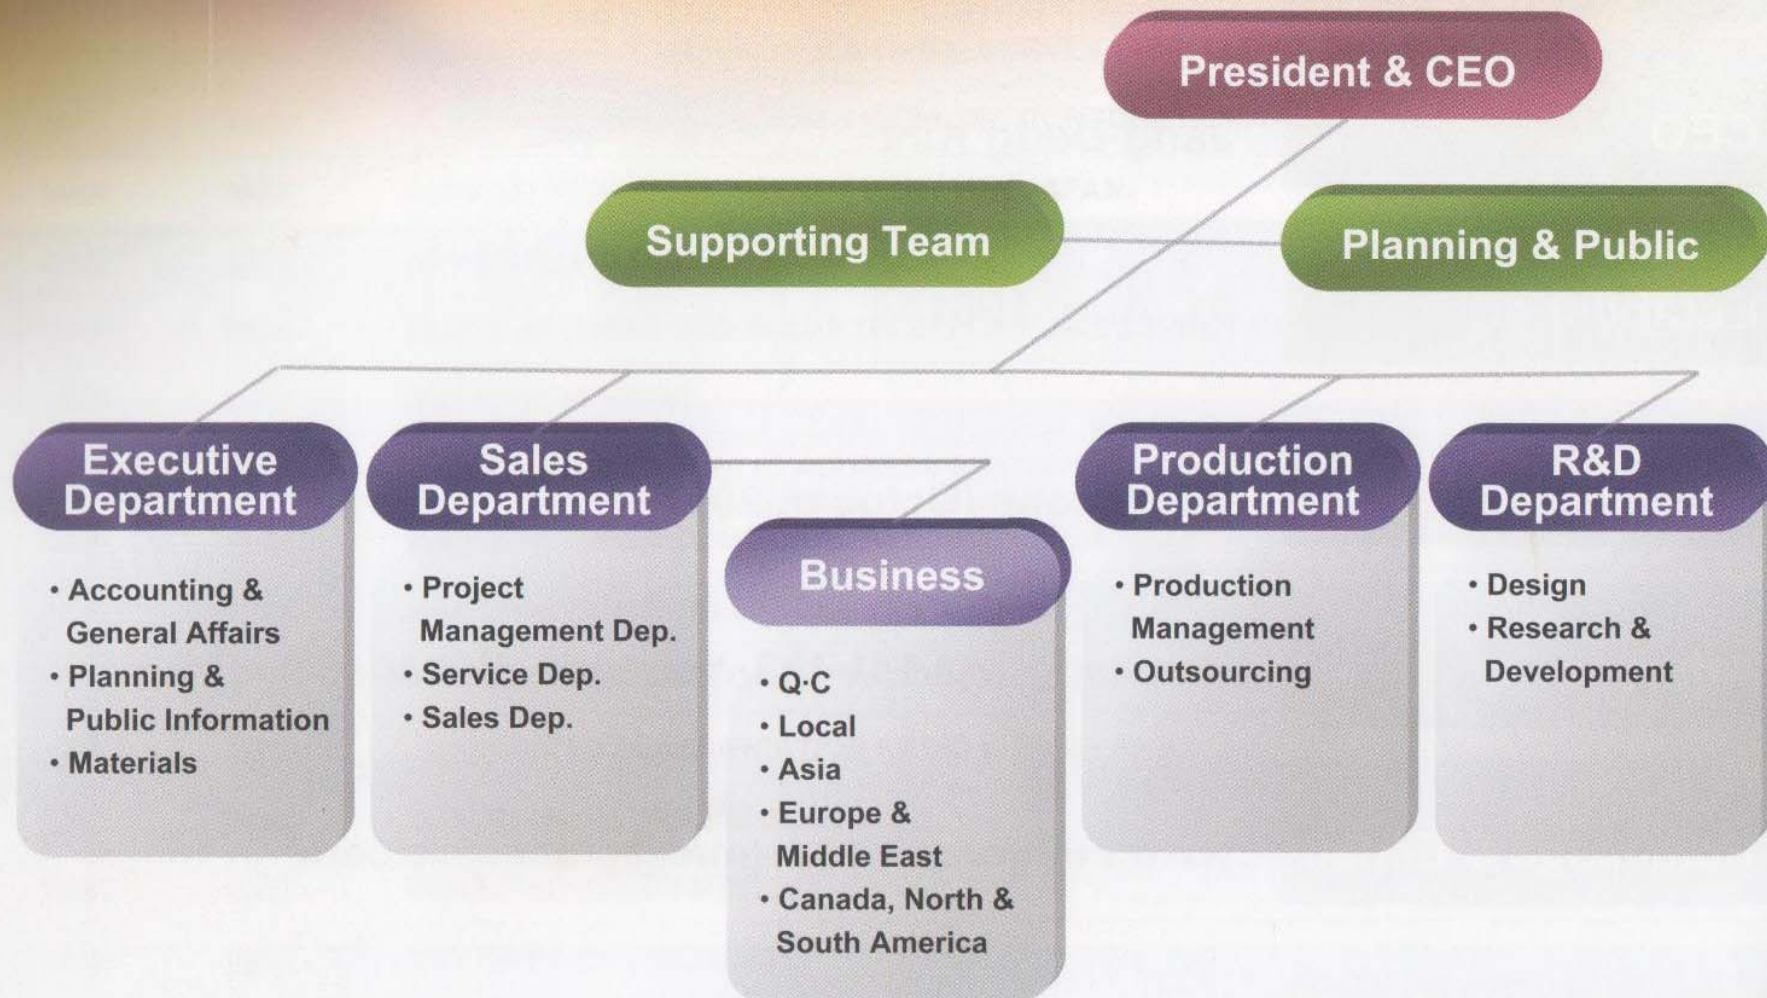 President & CEO
Supporting Team
Planning & Public
Executive
Department
• Accounting &
General Affairs
• Planning &
Public Information
• Materials
Sales
Department
• Project
Management Dep.
• Service Dep.
• Sales Dep.
Business
• Q·C
• Local
• Asia
• Europe &
Middle East
• Canada, North &
South America
Production
Department
• Production
Management
• Outsourcing
R&D
Department
• Design
• Research &
Development